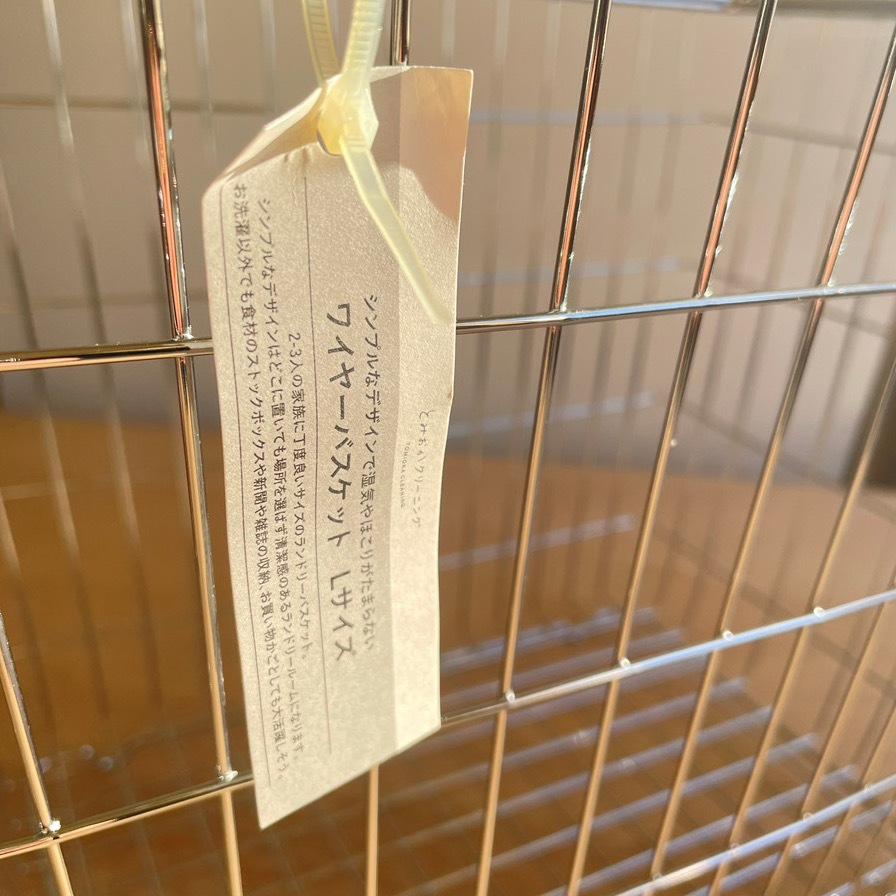 とみおかクリーニング
TOMIOKA CLEANING
シンプルなデザインで湿気やほこりがたまらない
ワイヤーバスケット Lサイズ
2-3人の家族に丁度良いサイズのランドリーバスケット。
シンプルなデザインはどこに置いても場所を選ばず清潔感のあるランドリールームになります。
お洗濯以外でも食材のストックボックスや新聞や雑誌の収納、お買い物かごとしても大活躍しそう。